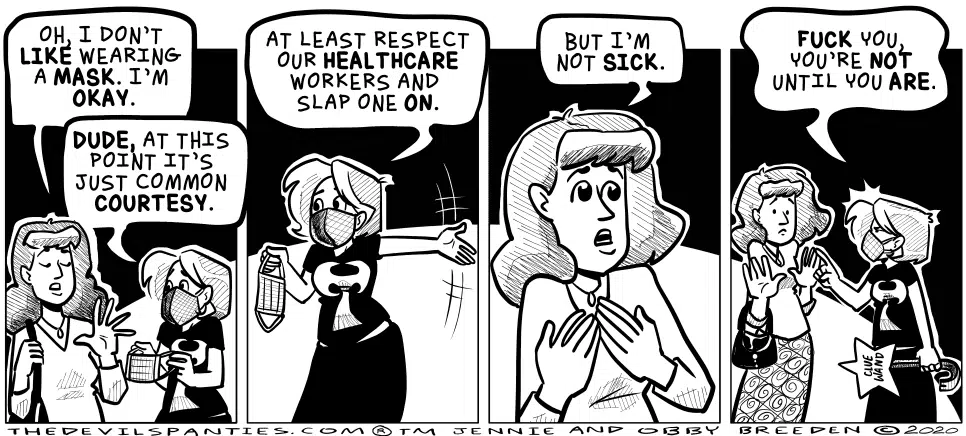 OH, I DON'T
LIKE WEARING
A MASK. I'M
OKAY.
DUDE, AT THIS
POINT IT'S
JUST COMMON
COURTESY.
AT LEAST RESPECT
OUR HEALTHCARE
WORKERS AND
SLAP ONE ON.
BUT I'M
NOT SICK.
FUCK YOU,
YOU'RE NOT
UNTIL YOU ARE.
CLUE
WAND
THEDEVILSPANTIES.COM ® TM JENNIE AND OBBY BREEDEN © 2020